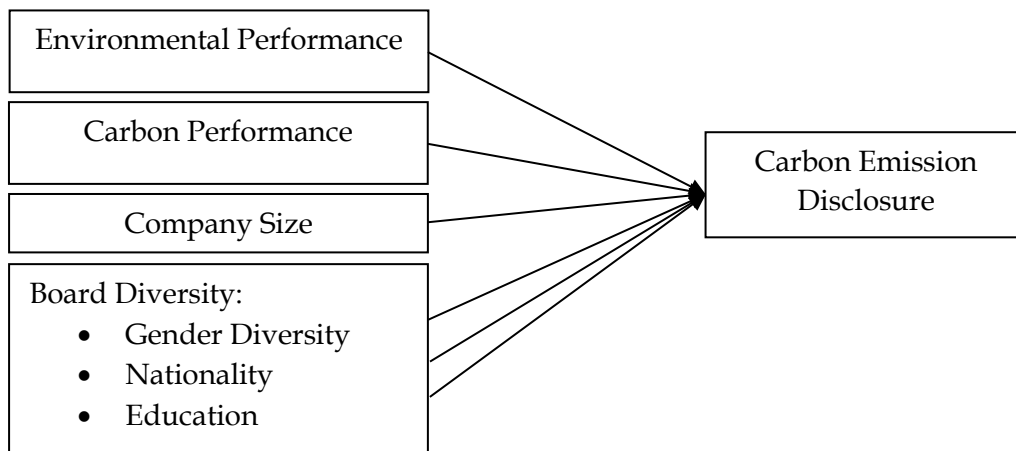 Environmental Performance
Carbon Performance
Company Size
Board Diversity:
• Gender Diversity
• Nationality
• Education
Carbon Emission
Disclosure